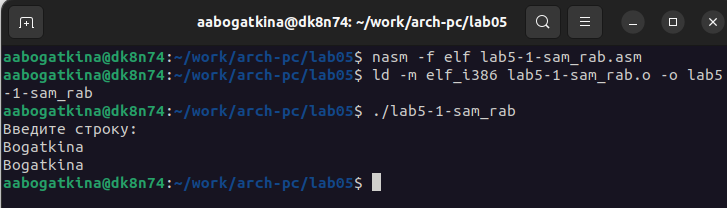 aabogatkina@dk8n74: ~/work/arch-pc/lab05
aabogatkina@dk8n74:~/work/arch-pc/lab05$ nasm -f elf lab5-1-sam_rab.asm
aabogatkina@dk8n74:~/work/arch-pc/lab05$ ld -m elf_i386 lab5-1-sam_rab.o -o lab5
-1-sam_rab
aabogatkina@dk8n74:~/work/arch-pc/lab05$ ./lab5-1-sam_rab
Введите строку:
Bogatkina
Bogatkina
aabogatkina@dk8n74:~/work/arch-pc/lab05$